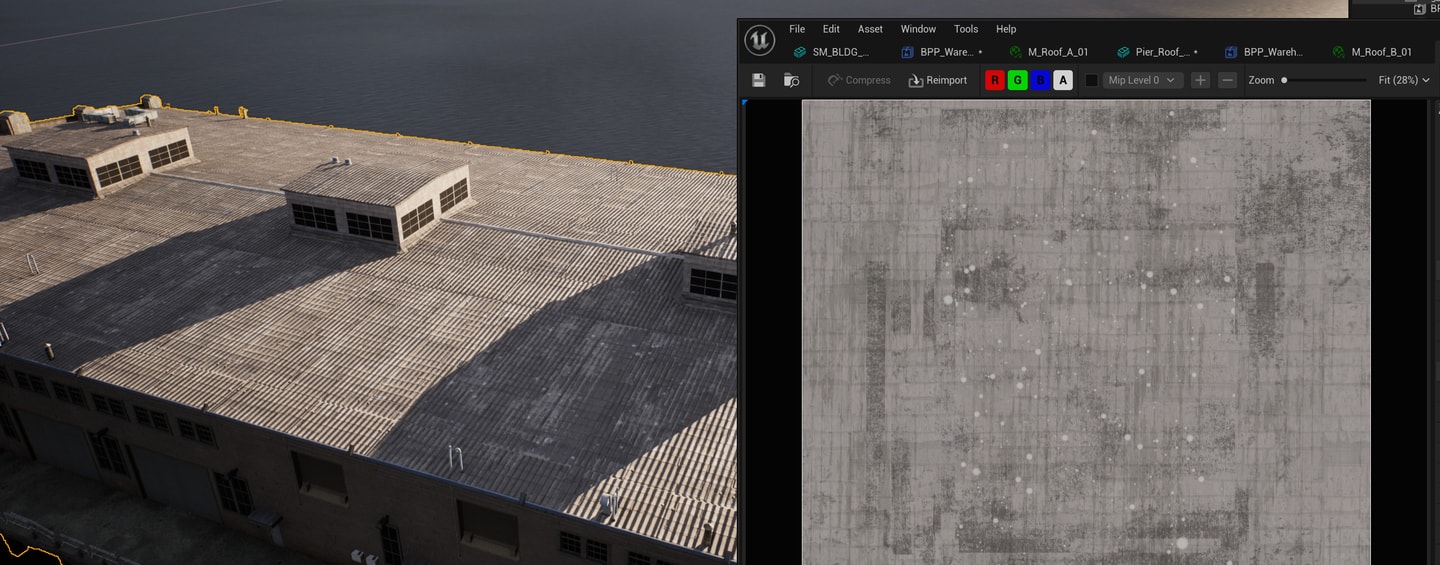 File Edit Asset Window Tools Help
SM_BLDG_... BPP_Ware... • M_Roof_A_01 Pier_Roof_... • BPP_Wareh... M_Roof_B_01
Compress Reimport R G B A Mip Level 0 Zoom Fit (28%)